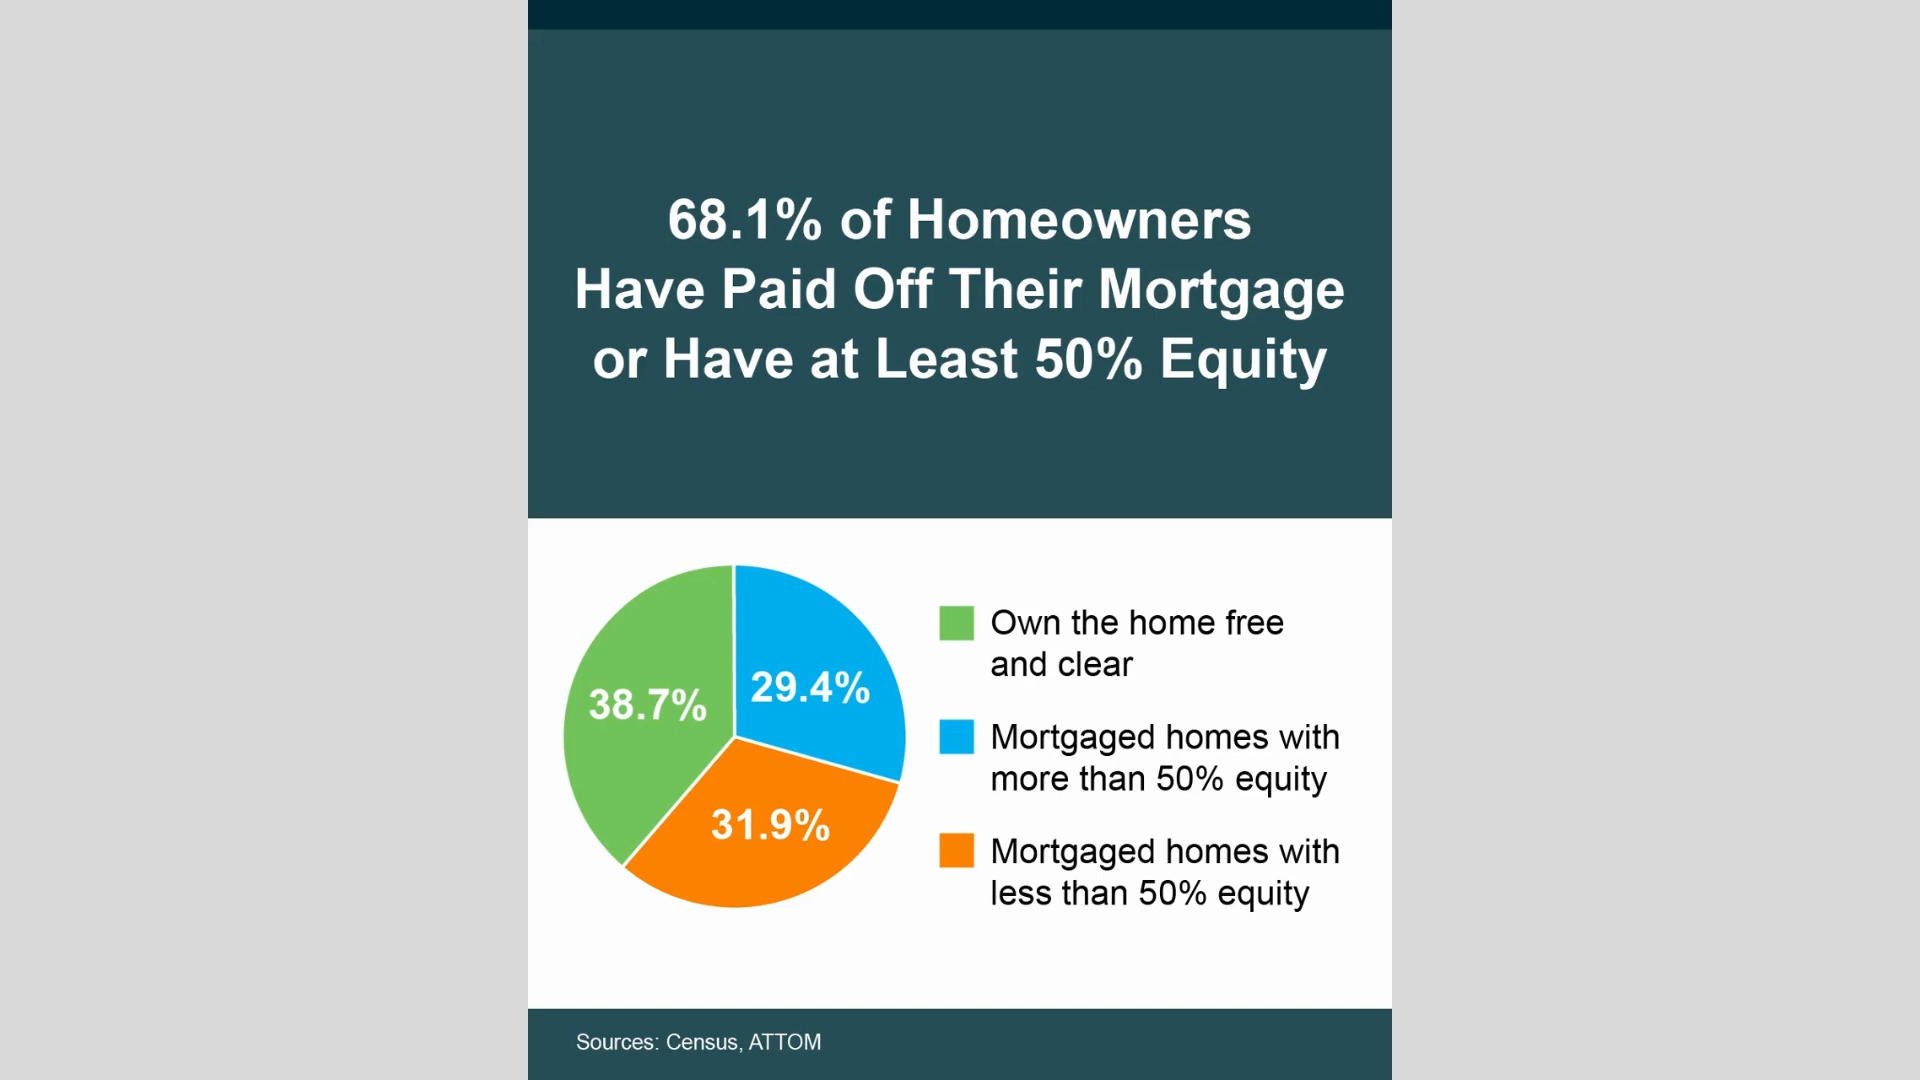 68.1% of Homeowners
Have Paid Off Their Mortgage
or Have at Least 50% Equity
38.7%
29.4%
31.9%
Own the home free
and clear
Mortgaged homes with
more than 50% equity
Mortgaged homes with
less than 50% equity
Sources: Census, ATTOM